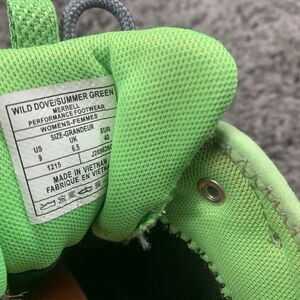 WILD DOVE/SUMMER GREEN
MERRELL
PERFORMANCE FOOTWEAR
WOMENS-FEMMES
SIZE-GRANDEUR
US UK EUR
9 6.5 40
1215
MADE IN VIETNAM
FABRIQUE EN VIETNAM